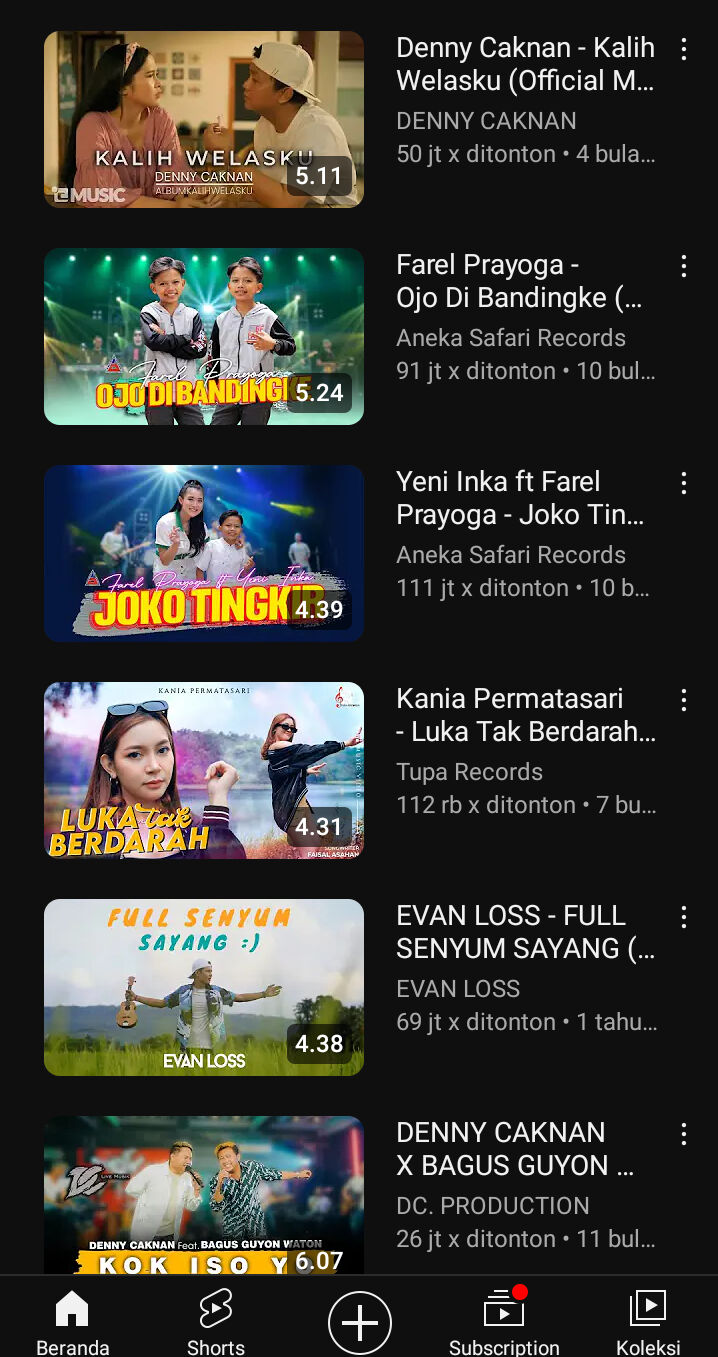 KALIH WELASKU
DENNY CAKNAN
ALBUMKALIHWELASKU
MUSIC
5.11
Denny Caknan - Kalih
Welasku (Official M...
DENNY CAKNAN
50 jt x ditonton • 4 bula...
Farel Prayoga
OJO DI BANDINGKE
5.24
Farel Prayoga -
Ojo Di Bandingke (...
Aneka Safari Records
91 jt x ditonton • 10 bul...
Farel Prayoga ft Yeni Inka
JOKO TINGKIR
4.39
Yeni Inka ft Farel
Prayoga - Joko Tin...
Aneka Safari Records
111 jt x ditonton • 10 b...
KANIA PERMATASARI
LUKA tak
BERDARAH
SONGWRITER
FAISAL ASAHAN
4.31
Kania Permatasari
- Luka Tak Berdarah...
Tupa Records
112 rb x ditonton • 7 bu...
FULL SENYUM
SAYANG :)
EVAN LOSS
4.38
EVAN LOSS - FULL
SENYUM SAYANG (...
EVAN LOSS
69 jt x ditonton • 1 tahu...
LIVE MUSIK
DENNY CAKNAN Feat. BAGUS GUYON WATON
KOK ISO Y
6.07
DENNY CAKNAN
X BAGUS GUYON ...
DC. PRODUCTION
26 jt x ditonton • 11 bul...
Beranda
Shorts
Subscription
Koleksi